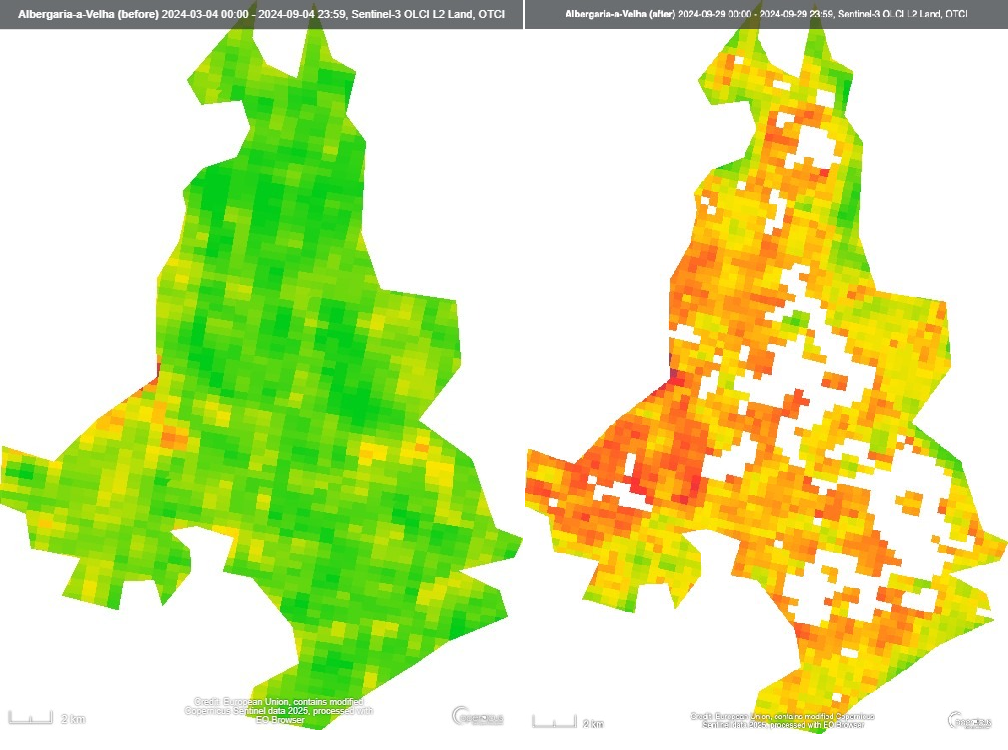 Albergaria-a-Velha (before) 2024-03-04 00:00 - 2024-09-04 23:59, Sentinel-3 OLCI L2 Land, OTCI
Albergaria-a-Velha (after) 2024-09-29 00:00 - 2024-09-29 23:59, Sentinel-3 OLCI L2 Land, OTCI
Credit: European Union, contains modified
Copernicus Sentinel data 2025, processed with
EO Browser
2 km
Credit: European Union, contains modified Copernicus
Sentinel data 2025, processed with EO Browser
2 km